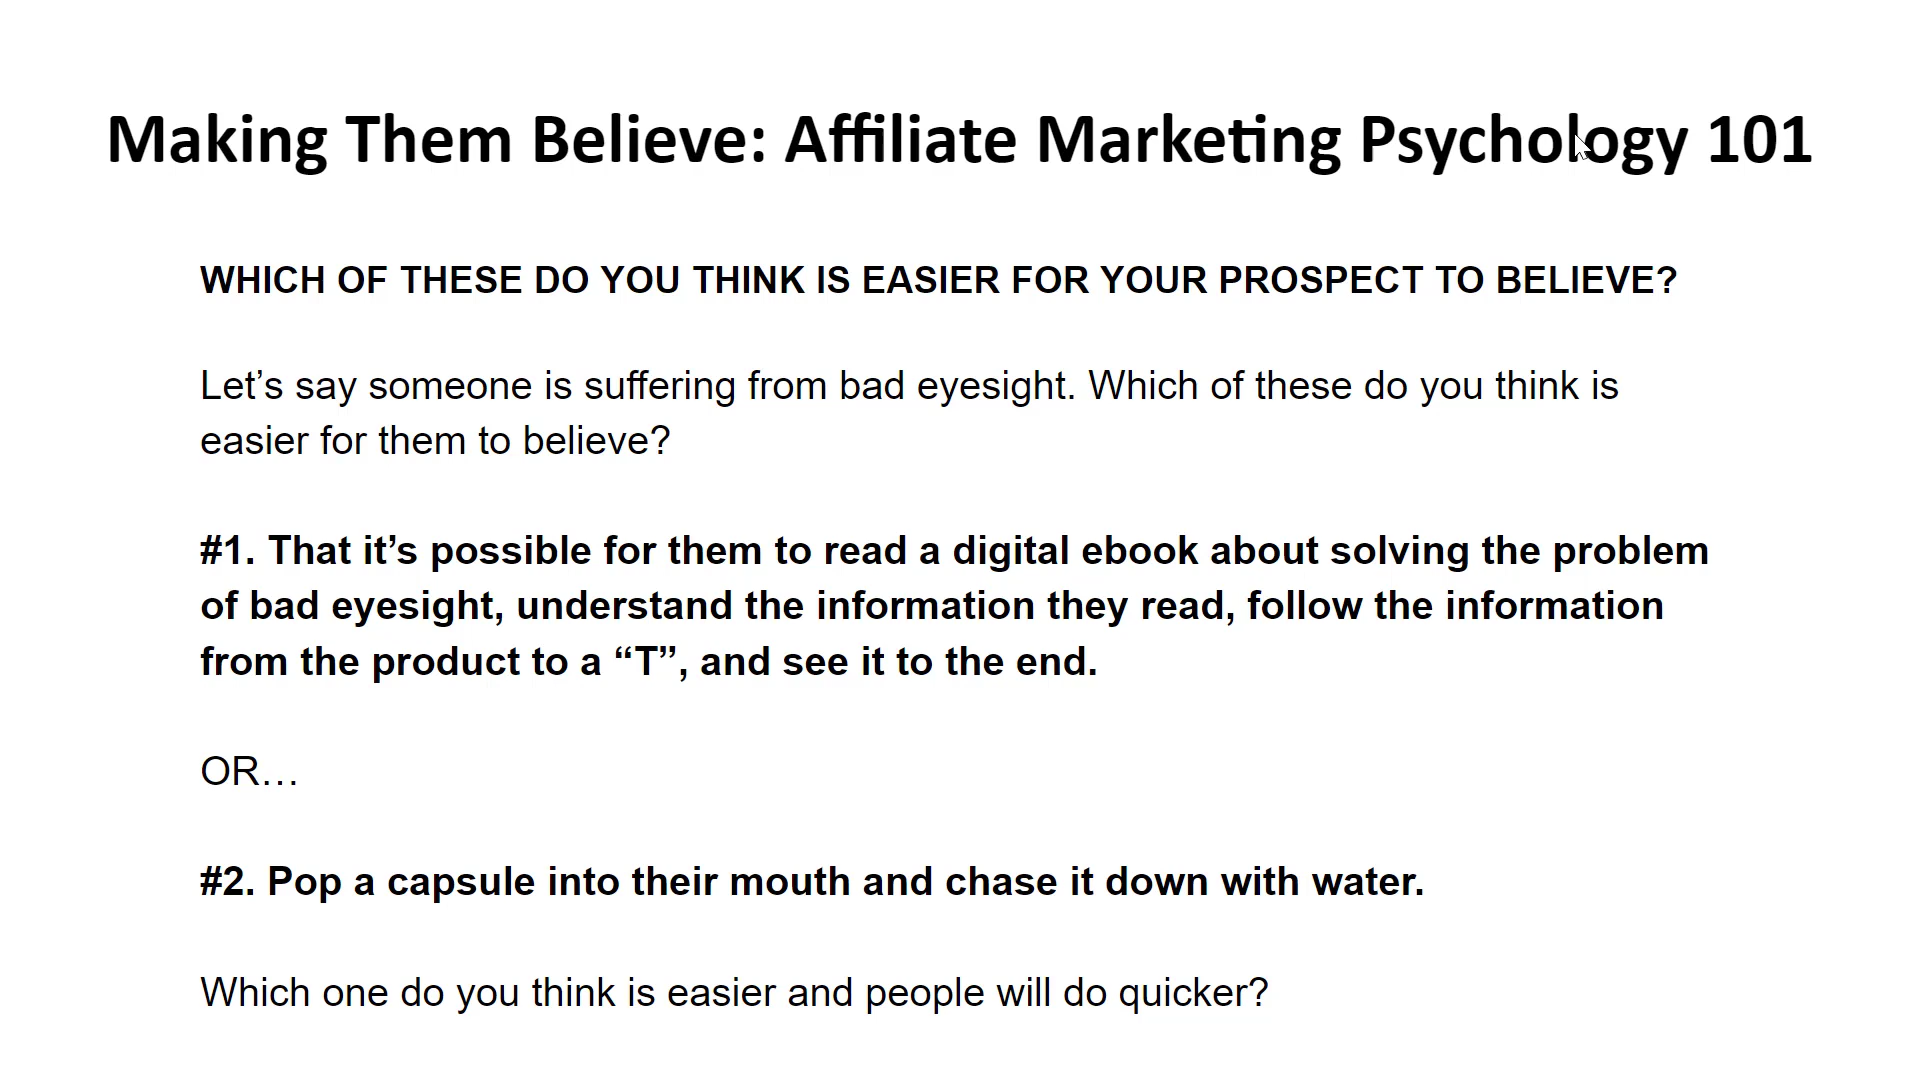 Making Them Believe: Affiliate Marketing Psychology 101
WHICH OF THESE DO YOU THINK IS EASIER FOR YOUR PROSPECT TO BELIEVE?
Let’s say someone is suffering from bad eyesight. Which of these do you think is
easier for them to believe?
#1. That it’s possible for them to read a digital ebook about solving the problem
of bad eyesight, understand the information they read, follow the information
from the product to a “T”, and see it to the end.
OR…
#2. Pop a capsule into their mouth and chase it down with water.
Which one do you think is easier and people will do quicker?